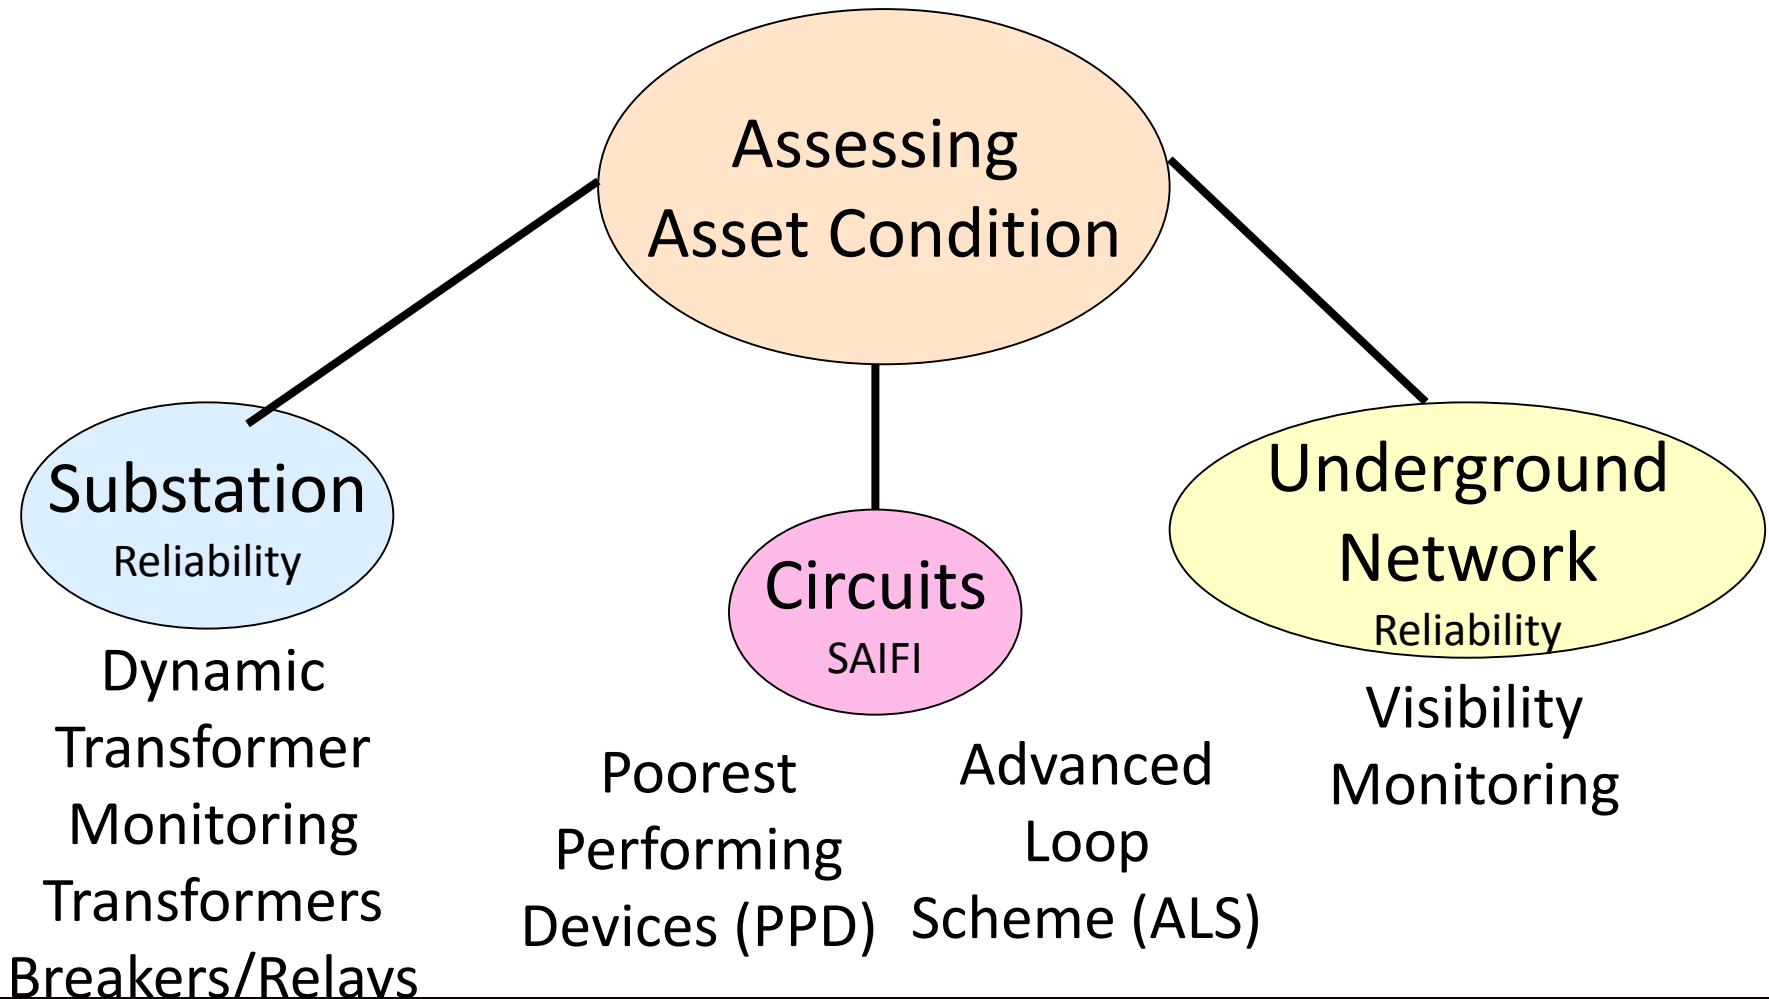 Assessing
Asset Condition
Substation
Reliability
Dynamic
Transformer
Monitoring
Transformers
Breakers/Relays
Circuits
SAIFI
Poorest
Performing
Devices (PPD)
Advanced
Loop
Scheme (ALS)
Underground
Network
Reliability
Visibility
Monitoring